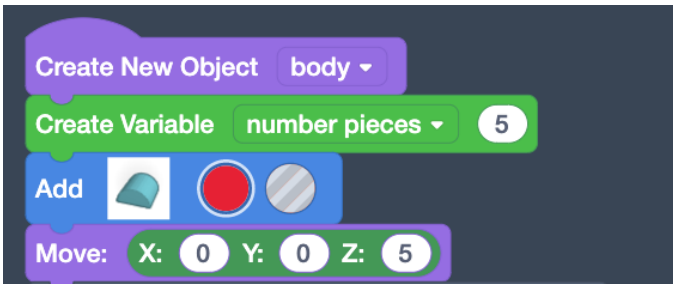 Create New Object body
Create Variable number pieces 5
Add
Move: X: 0 Y: 0 Z: 5